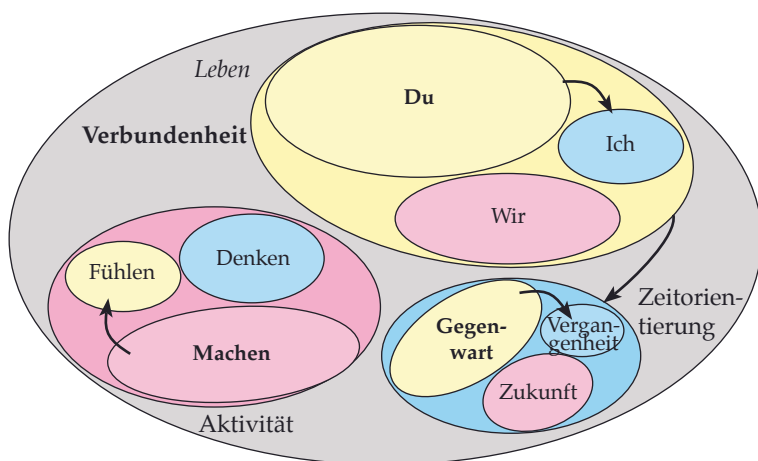 Leben
Du
Verbundenheit
Ich
Wir
Fühlen
Denken
Machen
Aktivität
Zeitorien-
tierung
Gegen-
wart
Vergan-
genheit
Zukunft